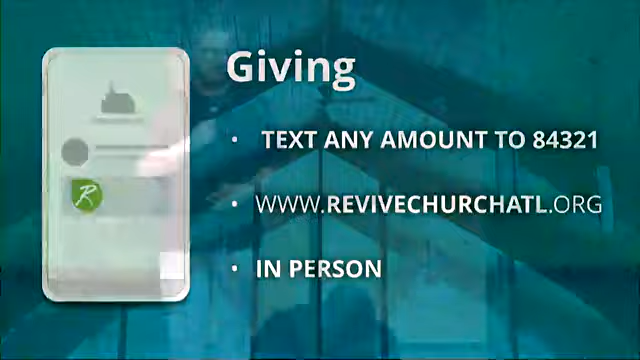 Giving
• TEXT ANY AMOUNT TO 84321
• WWW.REVIVECHURCHATL.ORG
• IN PERSON
R